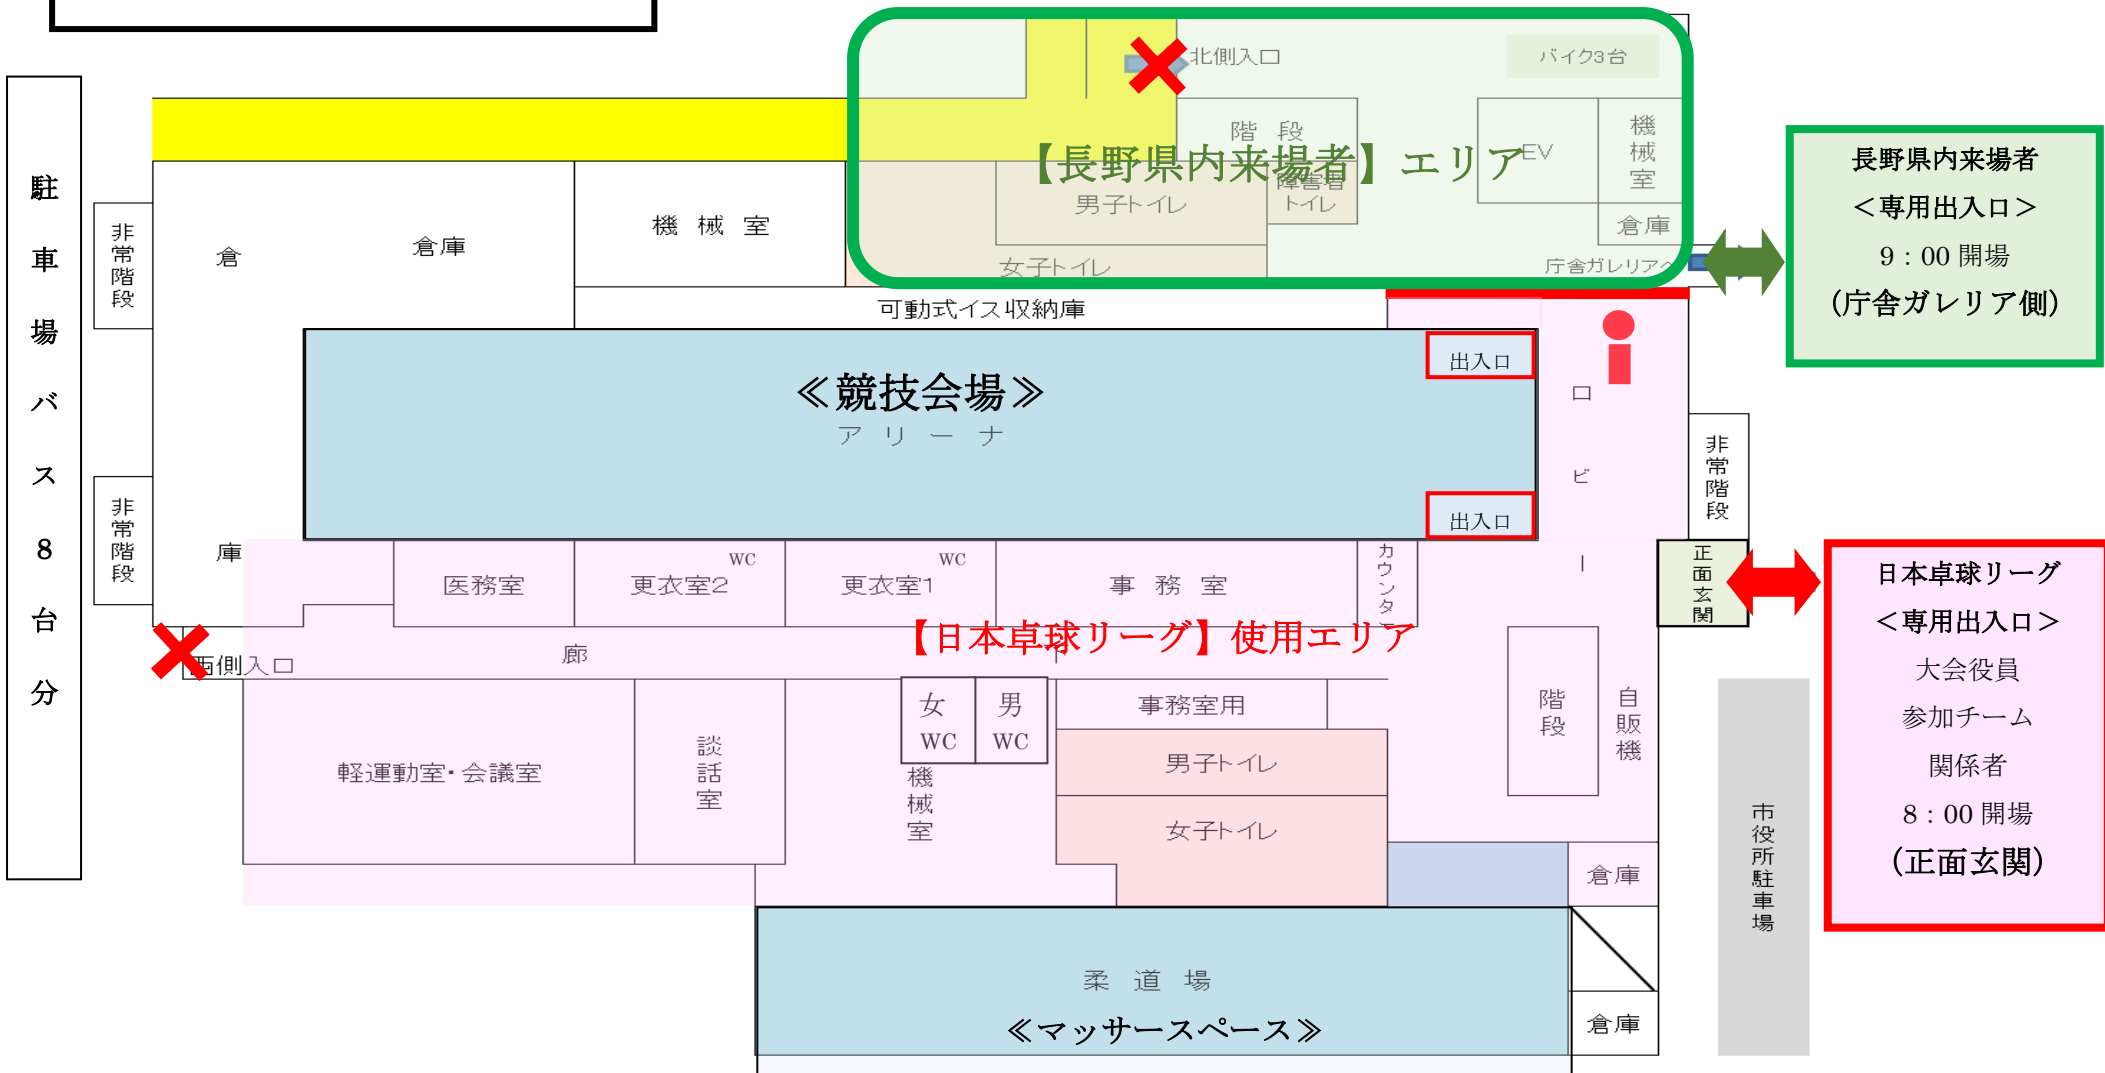 北側入口
バイク3台
階 段
EV
機械室
【長野県内来場者】エリア
男子トイレ
障害者
トイレ
倉庫
女子トイレ
庁舎ガレリアへ
長野県内来場者
＜専用出入口＞
9：00 開場
（庁舎ガレリア側）
駐車場バス8台分
非常階段
倉庫
倉庫
機 械 室
可動式イス収納庫
≪競技会場≫
アリーナ
出入口
出入口
ロビー
非常階段
非常階段
医務室
更衣室2
WC
更衣室1
WC
事 務 室
カウンター
正面玄関
日本卓球リーグ
＜専用出入口＞
大会役員
参加チーム
関係者
8：00 開場
（正面玄関）
【日本卓球リーグ】使用エリア
西側入口
廊下
女
WC
男
WC
事務室用
階段
自販機
軽運動室・会議室
談話室
機械室
男子トイレ
女子トイレ
倉庫
市役所駐車場
柔 道 場
≪マッサースペース≫
倉庫